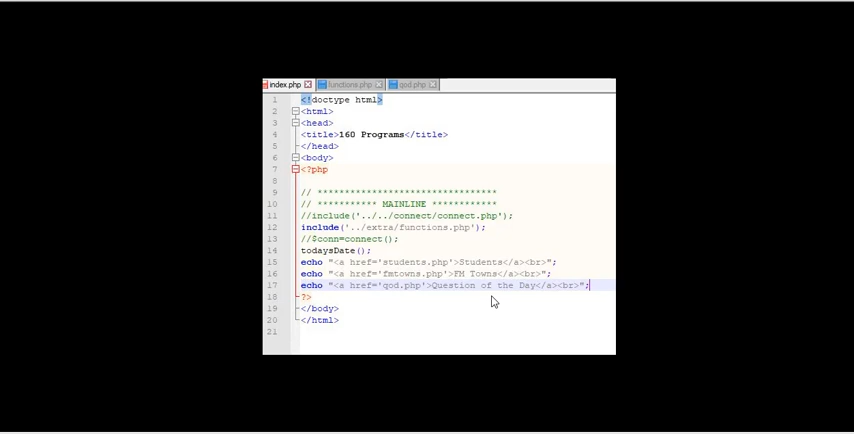 index.php functions.php qod.php
1 <!doctype html>
2 <html>
3 <head>
4 <title>160 Programs</title>
5 </head>
6 <body>
7 <?php
8
9 // *********************************
10 // *********** MAINLINE ************
11 //include('../../connect/connect.php');
12 include('../extra/functions.php');
13 //$conn=connect();
14 todaysDate();
15 echo "<a href='students.php'>Students</a><br>";
16 echo "<a href='fmtowns.php'>FM Towns</a><br>";
17 echo "<a href='qod.php'>Question of the Day</a><br>";
18 ?>
19 </body>
20 </html>
21